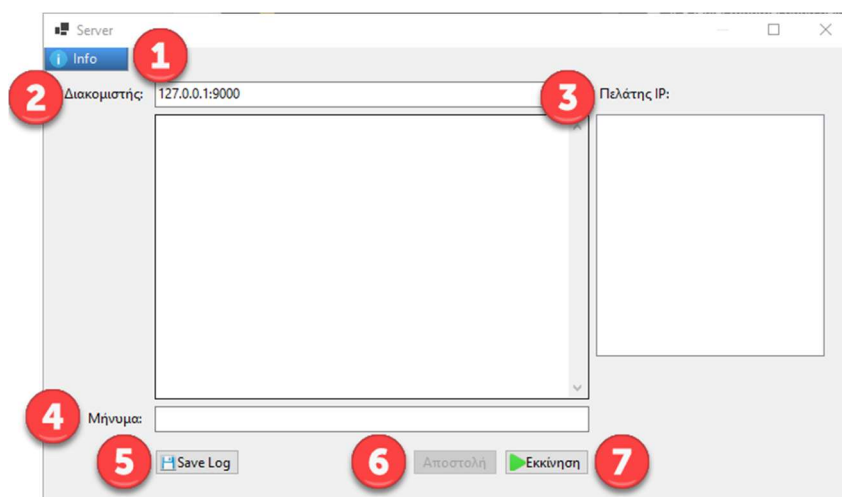 Server
Info 1
2 Διακομιστής: 127.0.0.1:9000 3 Πελάτης IP:
4 Μήνυμα:
5 Save Log 6 Αποστολή Εκκίνηση 7